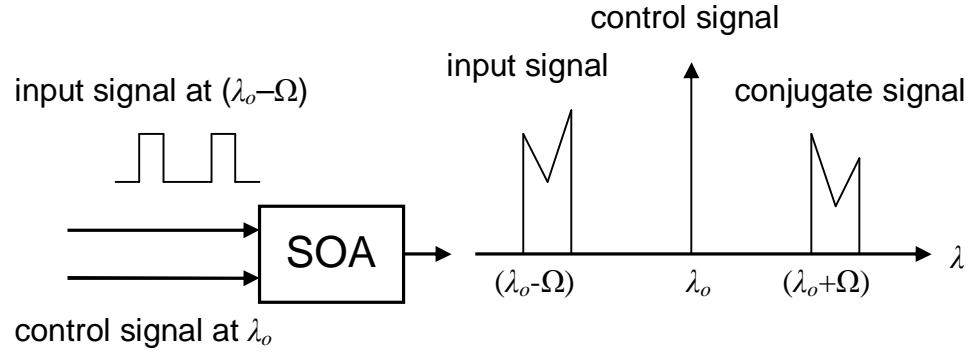 control signal
input signal
input signal at (λo−Ω)
conjugate signal
SOA
(λo-Ω)
λo
(λo+Ω)
λ
control signal at λo